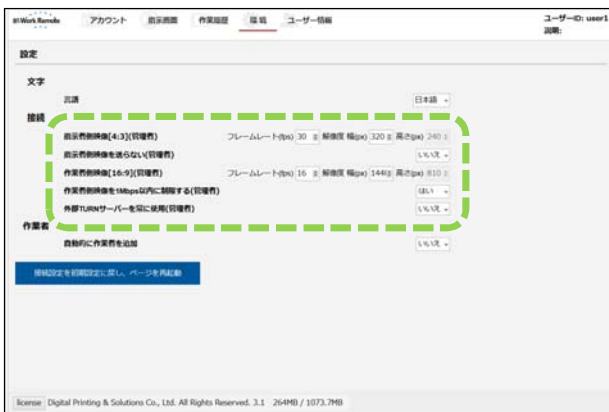 Work Remote アカウント 指示画面 作業履歴 環境 ユーザー情報 ユーザーID: user1
説明:
設定
文字
言語 日本語
接続
指示者側映像[4:3](管理者) フレームレート(fps) 30 解像度 幅(px) 320 高さ(px) 240
指示者側映像を送らない(管理者) いいえ
作業者側映像[16:9](管理者) フレームレート(fps) 16 解像度 幅(px) 1440 高さ(px) 810
作業者側映像を1Mbps以内に制限する(管理者) はい
外部TURNサーバーを常に使用(管理者) いいえ
作業者
自動的に作業者を追加 いいえ
接続設定を初期設定に戻し、ページを再起動
license Digital Printing & Solutions Co., Ltd. All Rights Reserved. 3.1 264MB / 1073.7MB